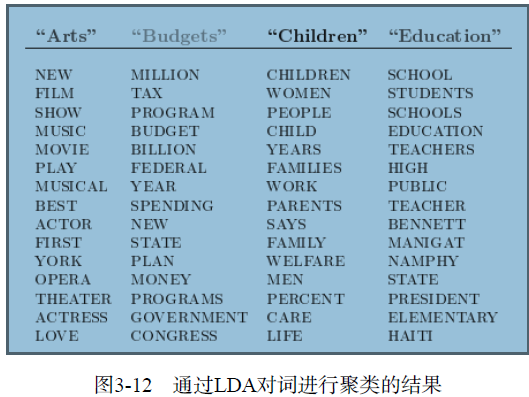 “Arts” “Budgets” “Children” “Education”
NEW MILLION CHILDREN SCHOOL
FILM TAX WOMEN STUDENTS
SHOW PROGRAM PEOPLE SCHOOLS
MUSIC BUDGET CHILD EDUCATION
MOVIE BILLION YEARS TEACHERS
PLAY FEDERAL FAMILIES HIGH
MUSICAL YEAR WORK PUBLIC
BEST SPENDING PARENTS TEACHER
ACTOR NEW SAYS BENNETT
FIRST STATE FAMILY MANIGAT
YORK PLAN WELFARE NAMPHY
OPERA MONEY MEN STATE
THEATER PROGRAMS PERCENT PRESIDENT
ACTRESS GOVERNMENT CARE ELEMENTARY
LOVE CONGRESS LIFE HAITI
图3-12 通过LDA对词进行聚类的结果